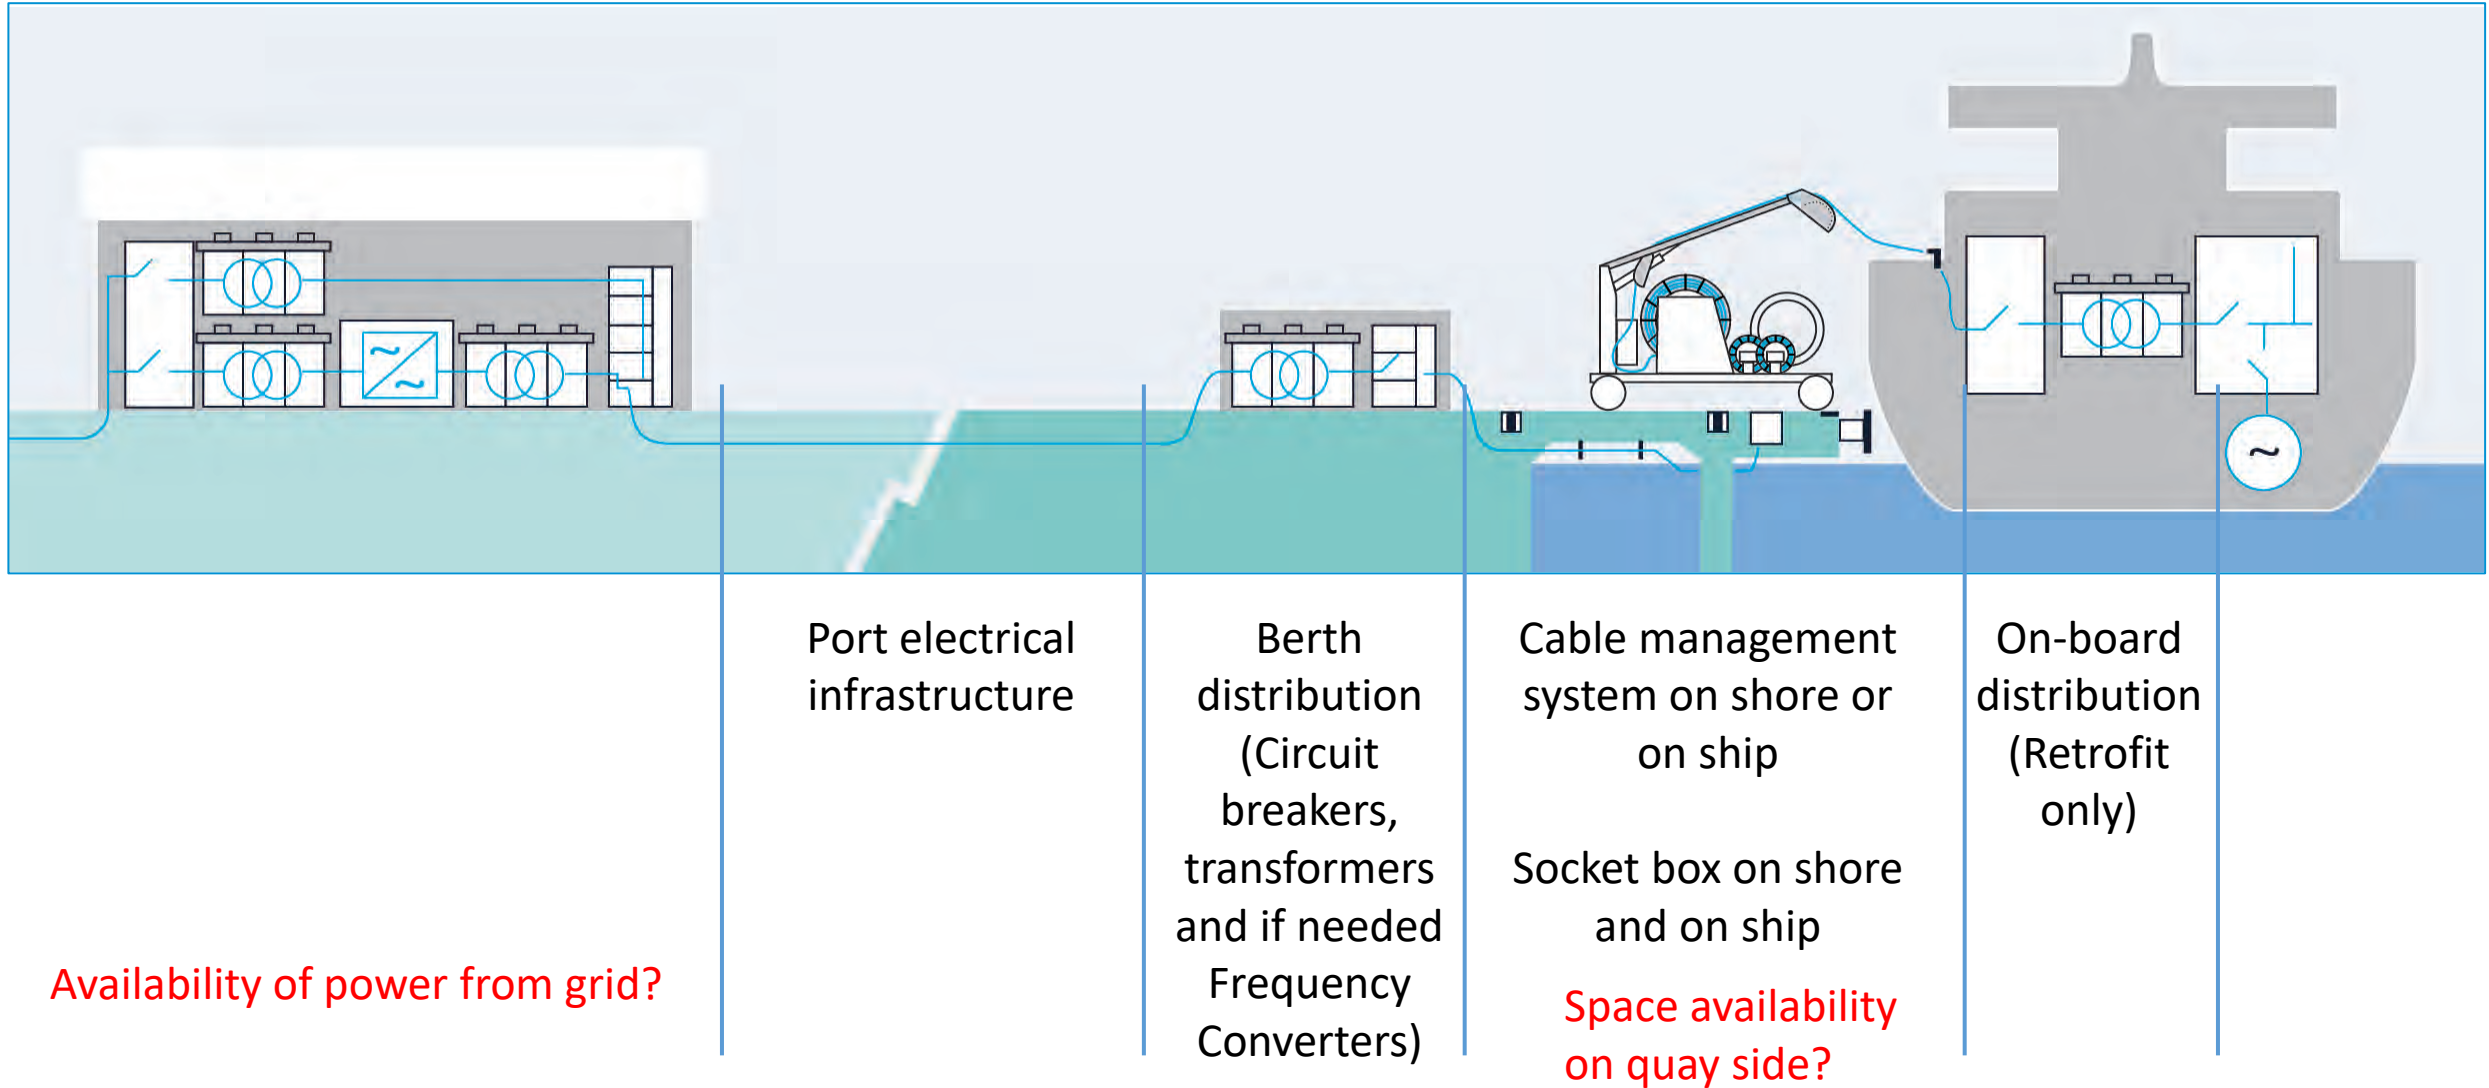 Port electrical
infrastructure
Berth
distribution
(Circuit
breakers,
transformers
and if needed
Frequency
Converters)
Cable management
system on shore or
on ship
Socket box on shore
and on ship
On-board
distribution
(Retrofit
only)
Availability of power from grid?
Space availability
on quay side?